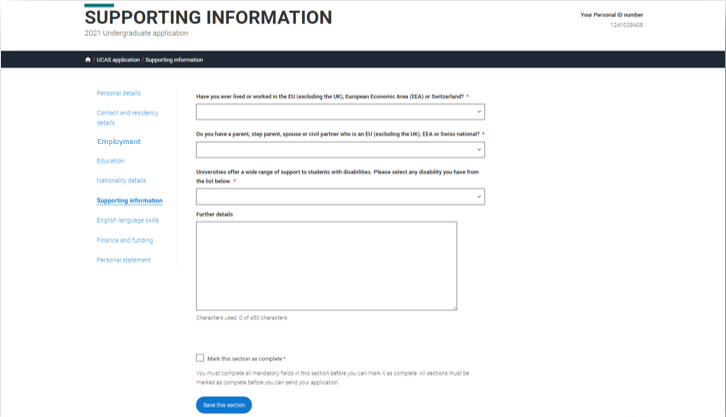 SUPPORTING INFORMATION
2021 Undergraduate application
Your Personal ID number
1241028408
/ UCAS application / Supporting information
Personal details
Contact and residency
details
Employment
Education
Nationality details
Supporting information
English language skills
Finance and funding
Personal statement
Have you ever lived or worked in the EU (excluding the UK), European Economic Area (EEA) or Switzerland? *
Do you have a parent, step parent, spouse or civil partner who is an EU (excluding the UK), EEA or Swiss national? *
Universities offer a wide range of support to students with disabilities. Please select any disability you have from
the list below. *
Further details
Characters used: 0 of 450 characters
Mark this section as complete *
You must complete all mandatory fields in this section before you can mark it as complete. All sections must be
marked as complete before you can send your application.
Save this section